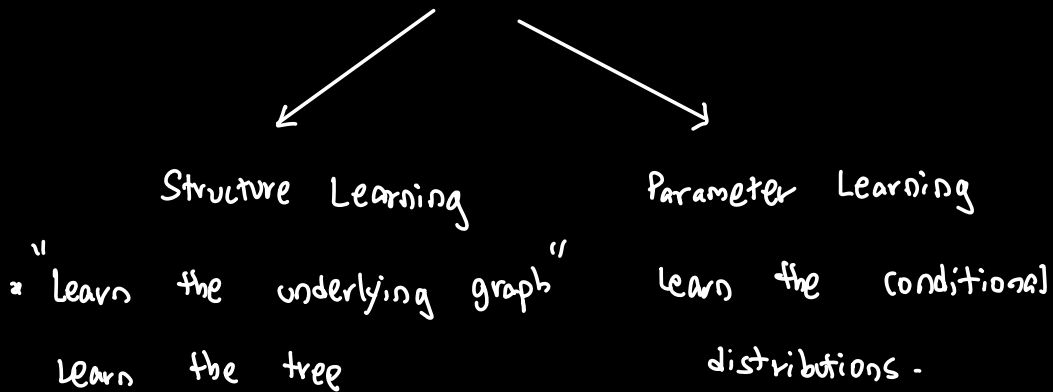 Structure Learning
Parameter Learning
* "Learn the underlying graph"
Learn the conditional
Learn the tree
distributions.